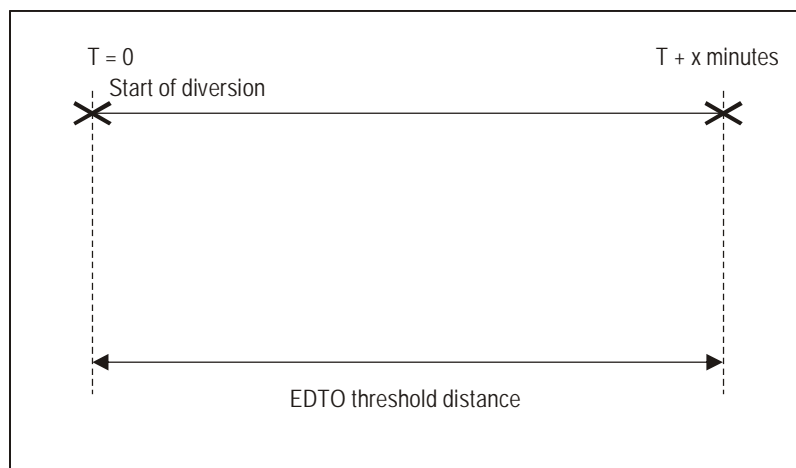 T = 0
T + x minutes
Start of diversion
EDTO threshold distance